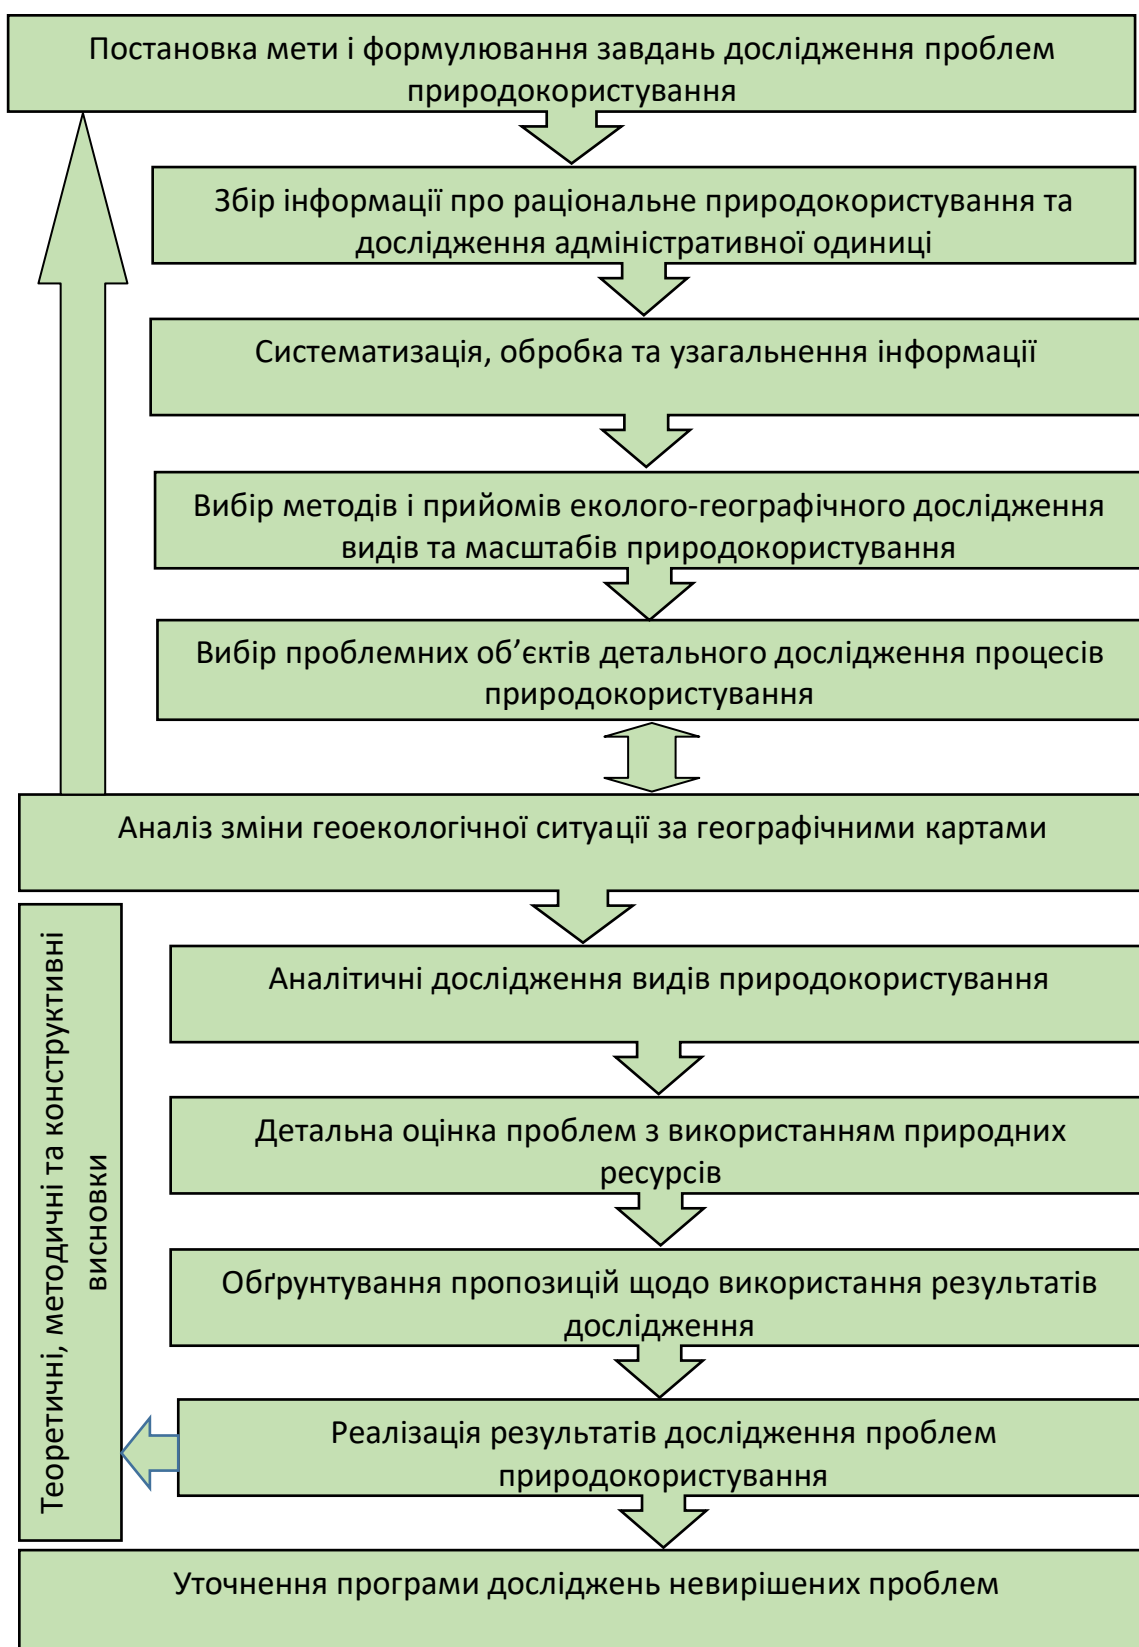 Постановка мети і формулювання завдань дослідження проблем
природокористування
Збір інформації про раціональне природокористування та
дослідження адміністративної одиниці
Систематизація, обробка та узагальнення інформації
Вибір методів і прийомів еколого-географічного дослідження
видів та масштабів природокористування
Вибір проблемних об’єктів детального дослідження процесів
природокористування
Аналіз зміни геоекологічної ситуації за географічними картами
Теоретичні, методичні та конструктивні
висновки
Аналітичні дослідження видів природокористування
Детальна оцінка проблем з використанням природних
ресурсів
Обґрунтування пропозицій щодо використання результатів
дослідження
Реалізація результатів дослідження проблем
природокористування
Уточнення програми досліджень невирішених проблем